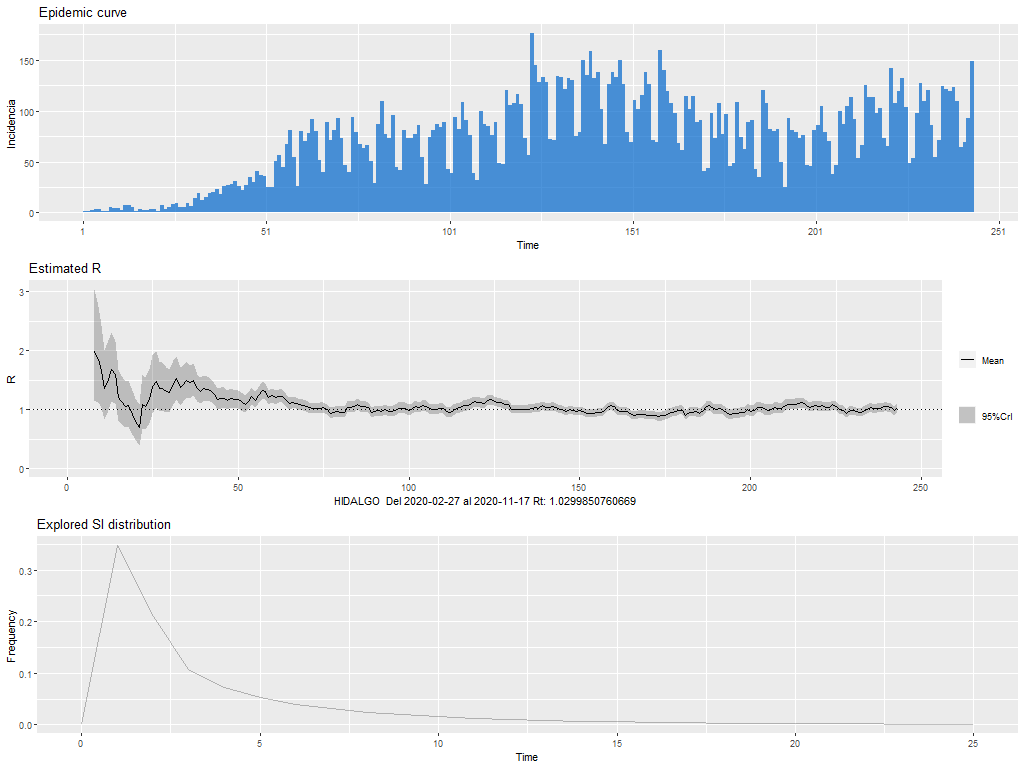 Epidemic curve
Incidencia
150
100
50
0
1
51
101
151
201
251
Time
Estimated R
R
3
2
1
0
0
50
100
150
200
250
HIDALGO Del 2020-02-27 al 2020-11-17 Rt: 1.0299850760669
Mean
95%CrI
Explored SI distribution
Frequency
0.3
0.2
0.1
0.0
0
5
10
15
20
25
Time